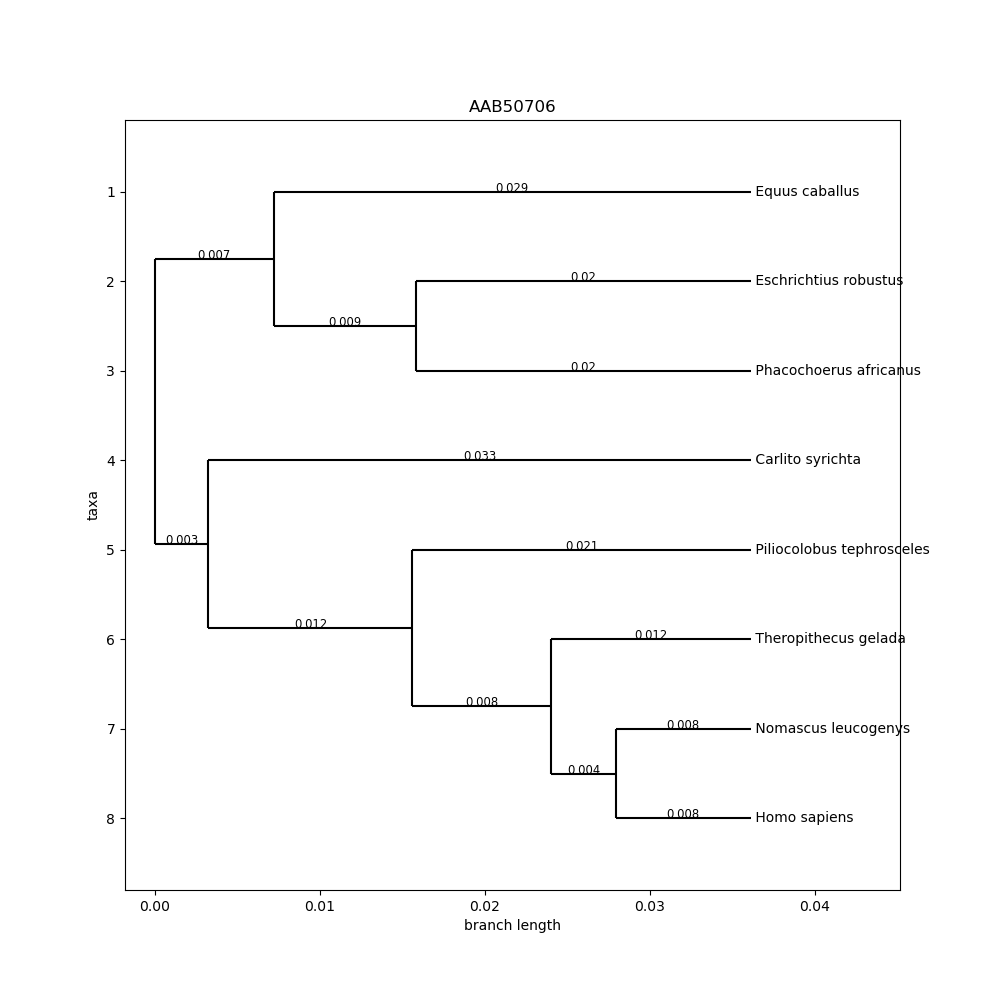 AAB50706
1
0.029
Equus caballus
0.007
2
0.02
Eschrichtius robustus
0.009
3
0.02
Phacochoerus africanus
4
0.033
Carlito syrichta
taxa
0.003
5
0.021
Piliocolobus tephrosceles
0.012
6
0.012
Theropithecus gelada
0.008
7
0.008
Nomascus leucogenys
0.004
8
0.008
Homo sapiens
0.00 0.01 0.02 0.03 0.04
branch length